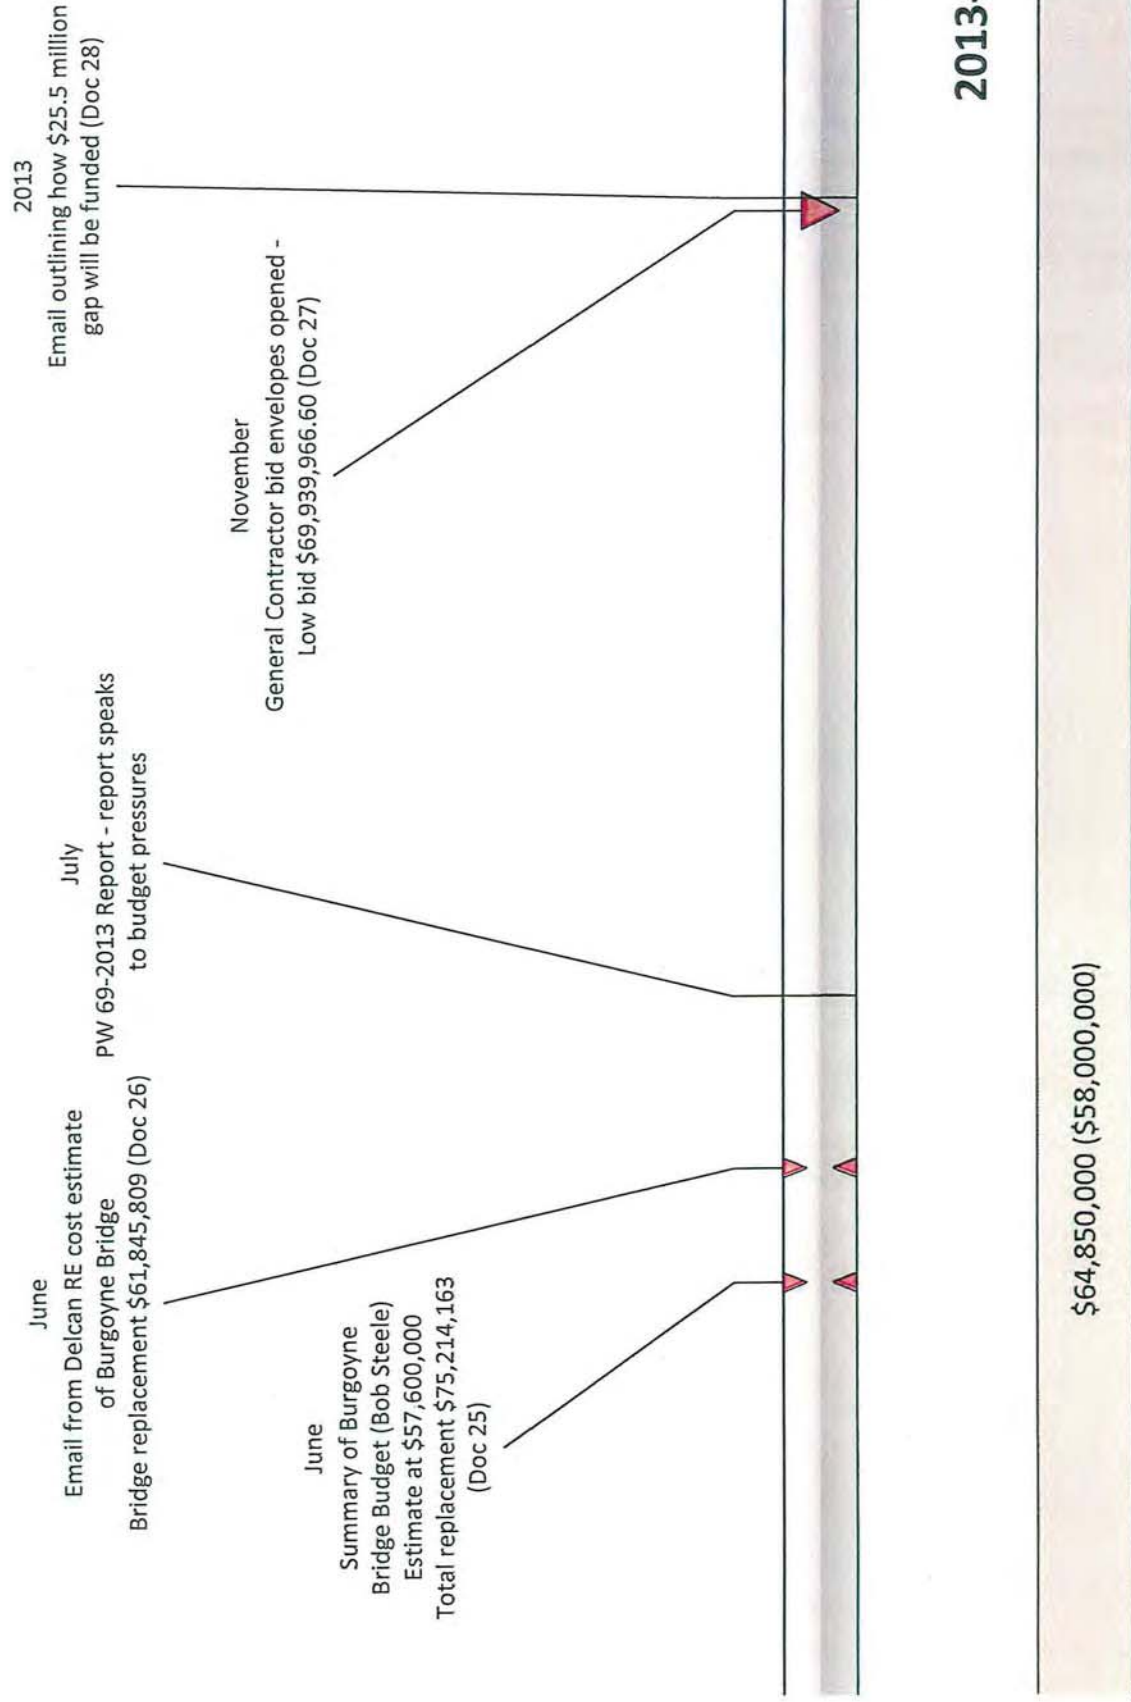 June
Summary of Burgoyne
Bridge Budget (Bob Steele)
Estimate at $57,600,000
Total replacement $75,214,163
(Doc 25)
June
Email from Delcan RE cost estimate
of Burgoyne Bridge
Bridge replacement $61,845,809 (Doc 26)
July
PW 69-2013 Report - report speaks
to budget pressures
November
General Contractor bid envelopes opened -
Low bid $69,939,966.60 (Doc 27)
2013
Email outlining how $25.5 million
gap will be funded (Doc 28)
2013-
$64,850,000 ($58,000,000)